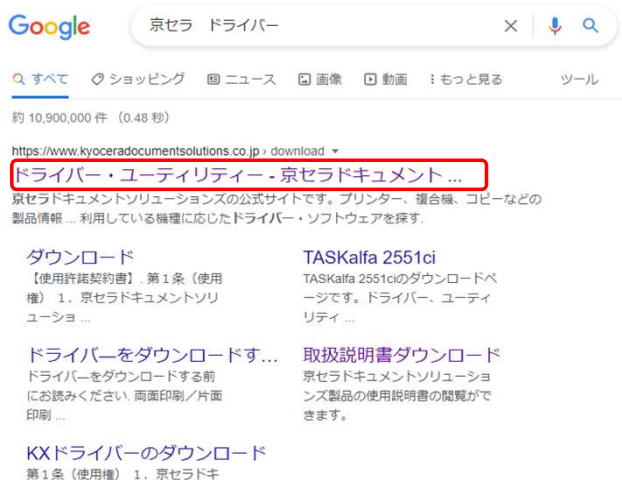 Google
京セラ ドライバー
すべて ショッピング ニュース 画像 動画 もっと見る ツール
約 10,900,000 件 (0.48 秒)
https://www.kyoceradocumentsolutions.co.jp › download
ドライバー・ユーティリティー - 京セラドキュメント ...
京セラドキュメントソリューションズの公式サイトです。プリンター、複合機、コピーなどの
製品情報 ... 利用している機種に応じたドライバー・ソフトウェアを探す.
ダウンロード
【使用許諾契約書】. 第1条（使用
権） 1．京セラドキュメントソリ
ューショ ...
TASKalfa 2551ci
TASKalfa 2551ciのダウンロードペ
ージです。ドライバー、ユーティ
リティ ...
ドライバーをダウンロードす...
ドライバーをダウンロードする前
にお読みください. 両面印刷／片面
印刷 ...
取扱説明書ダウンロード
京セラドキュメントソリューショ
ンズ製品の使用説明書の閲覧がで
きます。
KXドライバーのダウンロード
第1条（使用権） 1．京セラドキ